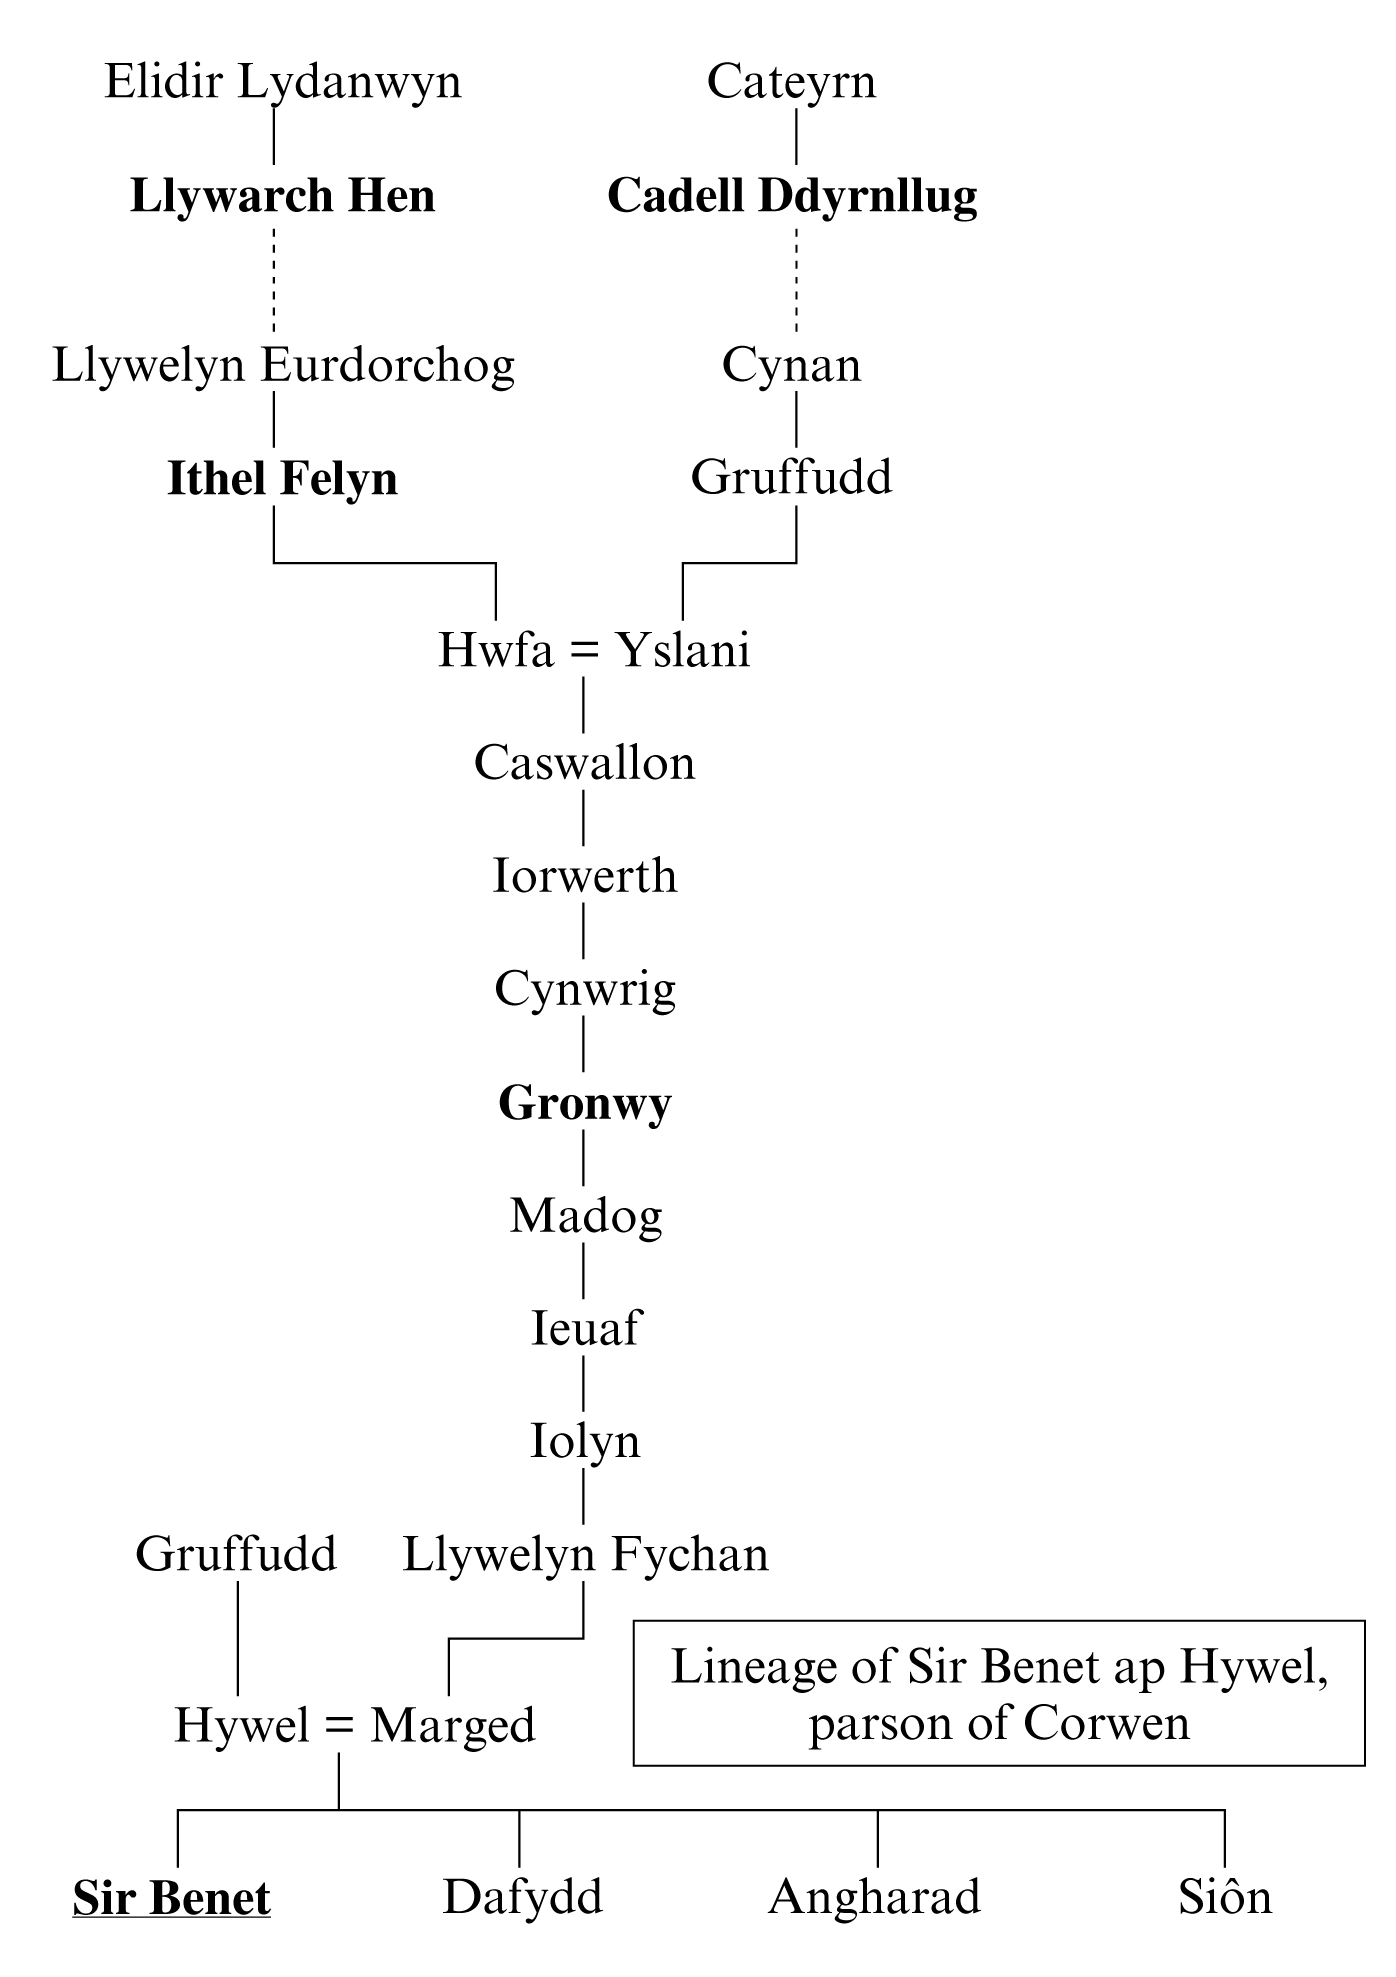 Elidir Lydanwyn
Cateyrn
Llywarch Hen
Cadell Ddyrnllug
Llywelyn Eurdorchog
Cynan
Ithel Felyn
Gruffudd
Hwfa = Yslani
Caswallon
Iorwerth
Cynwrig
Gronwy
Madog
Ieuaf
Iolyn
Gruffudd
Llywelyn Fychan
Lineage of Sir Benet ap Hywel,
parson of Corwen
Hywel = Marged
Sir Benet
Dafydd
Angharad
Siôn